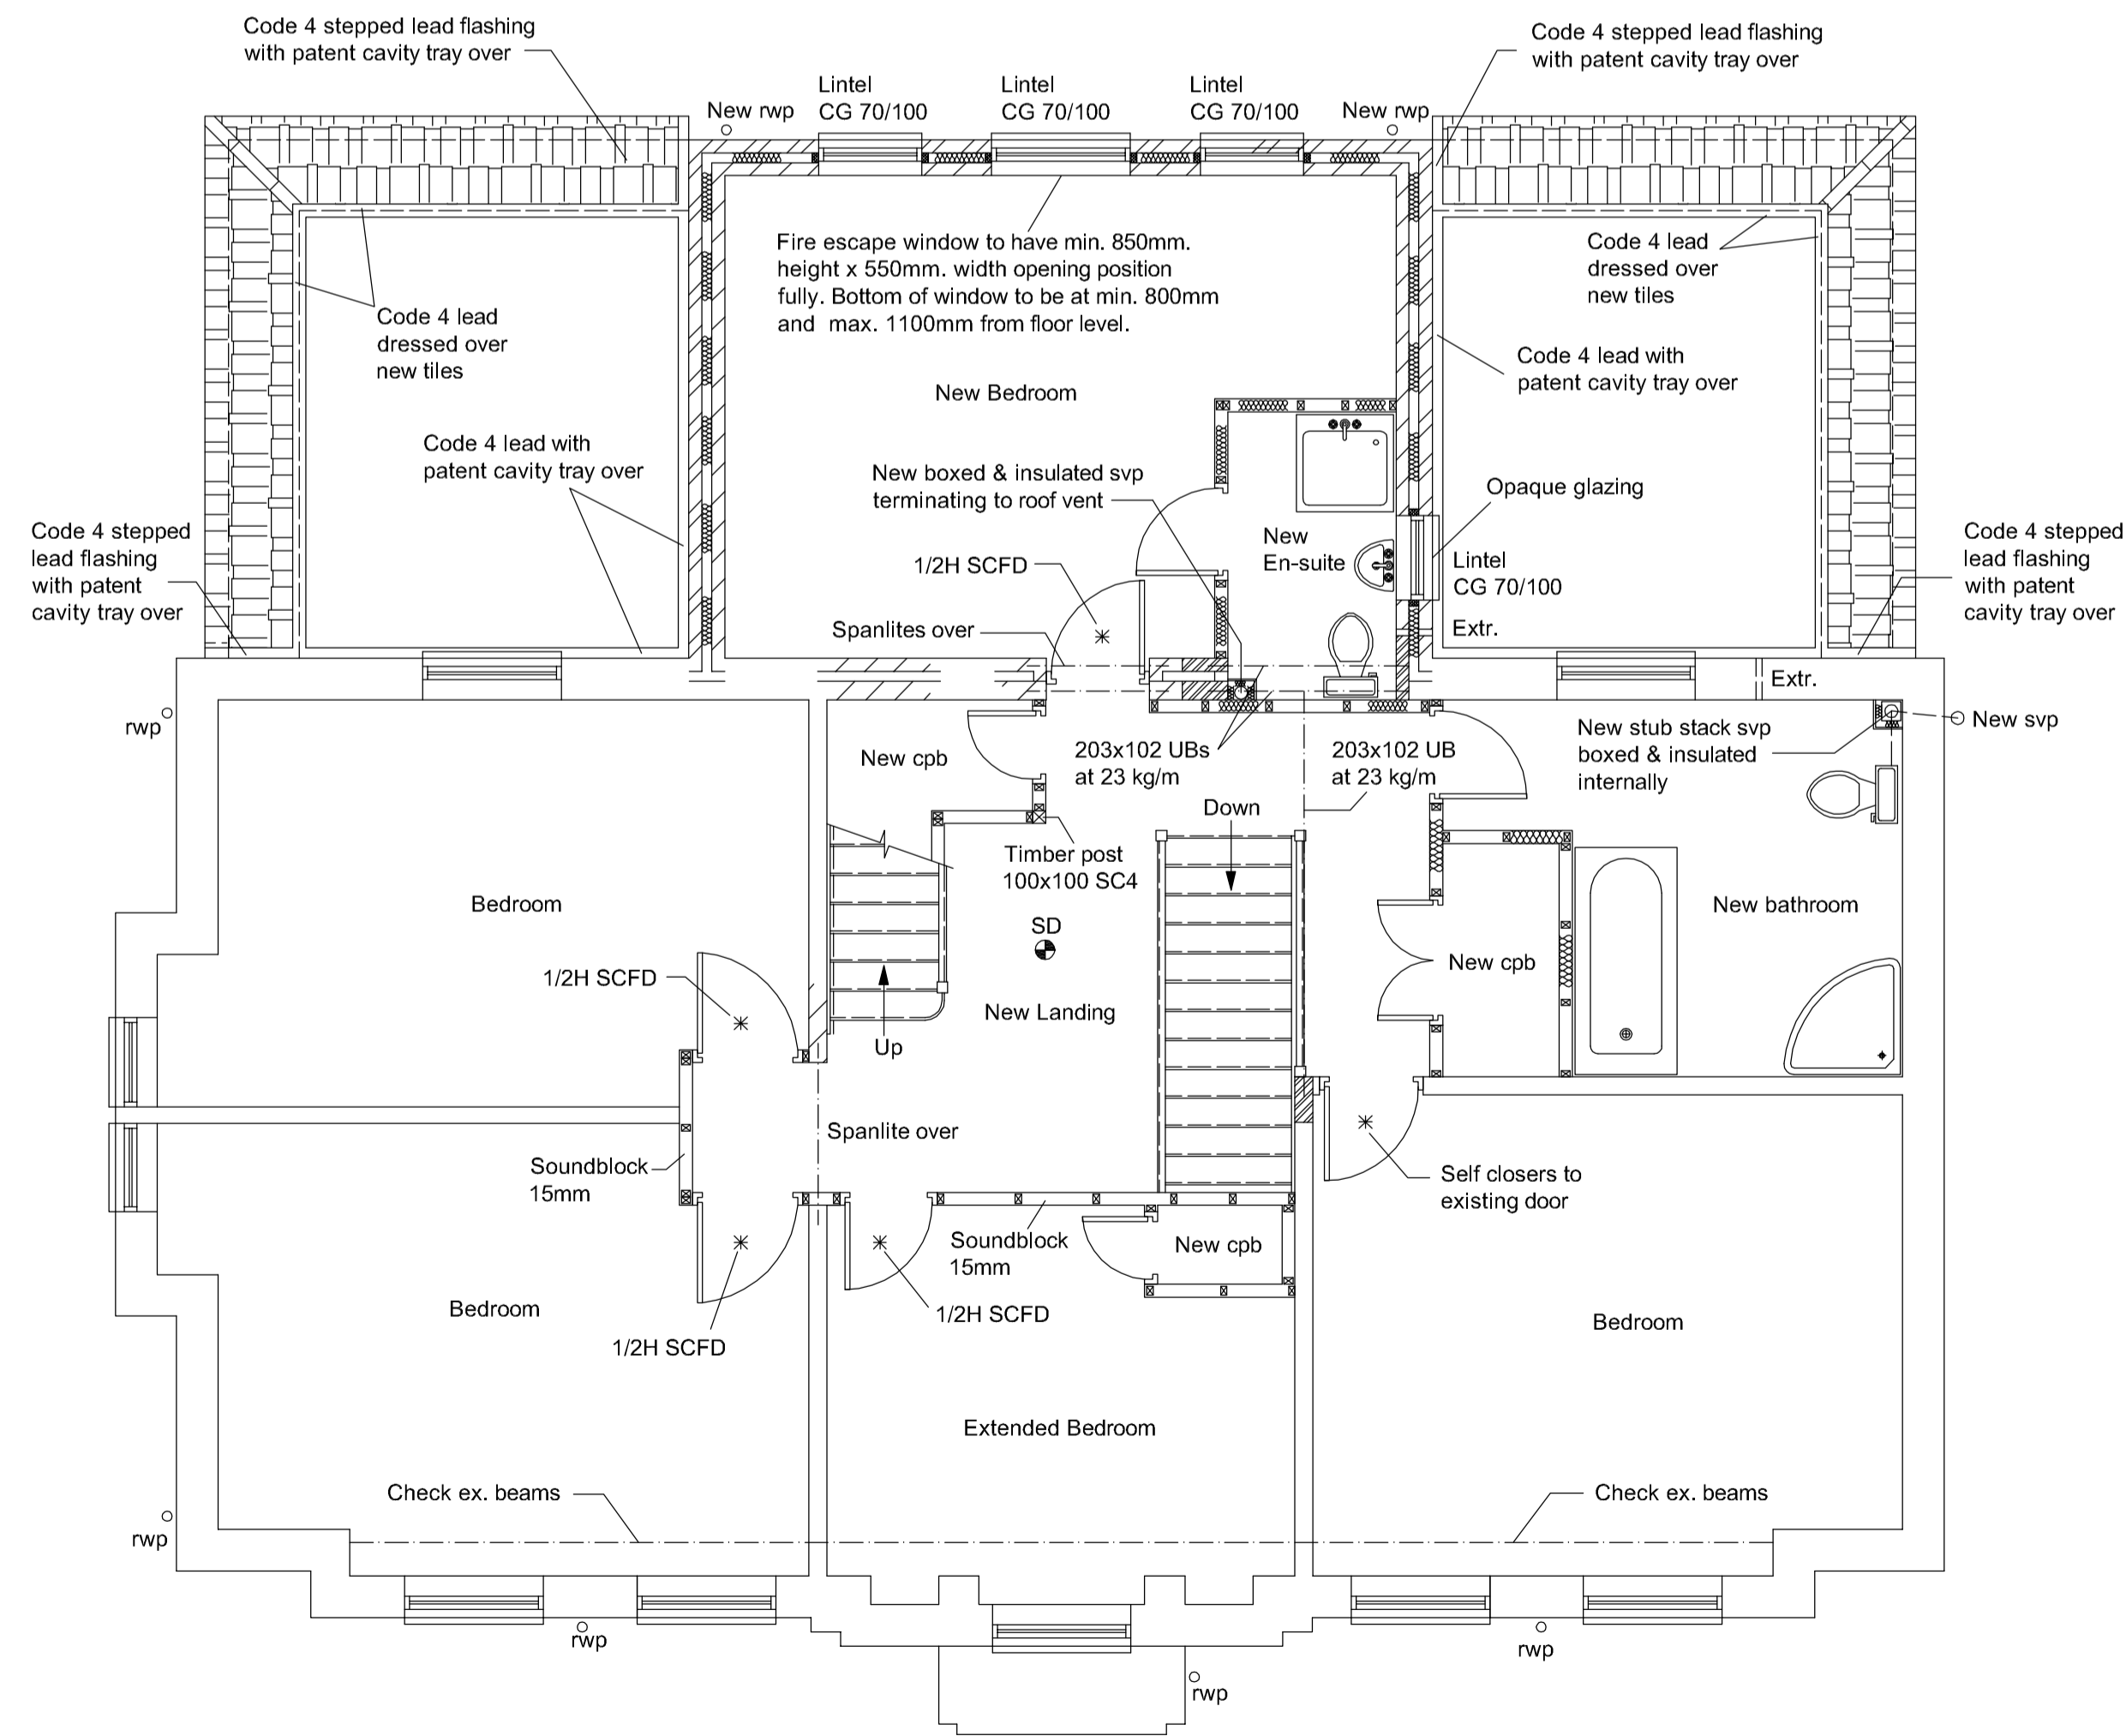 Code 4 stepped lead flashing
with patent cavity tray over
Code 4 stepped lead flashing
with patent cavity tray over
Lintel
CG 70/100
Lintel
CG 70/100
Lintel
CG 70/100
New rwp
New rwp
Fire escape window to have min. 850mm.
height x 550mm. width opening position
fully. Bottom of window to be at min. 800mm
and max. 1100mm from floor level.
Code 4 lead
dressed over
new tiles
Code 4 lead
dressed over
new tiles
Code 4 lead with
patent cavity tray over
New Bedroom
Code 4 lead with
patent cavity tray over
New boxed & insulated svp
terminating to roof vent
Opaque glazing
Code 4 stepped
lead flashing
with patent
cavity tray over
New
En-suite
1/2H SCFD
Lintel
CG 70/100
Code 4 stepped
lead flashing
with patent
cavity tray over
Spanlites over
Extr.
Extr.
rwp
New cpb
203x102 UBs
at 23 kg/m
203x102 UB
at 23 kg/m
New stub stack svp
boxed & insulated
internally
New svp
Down
Timber post
100x100 SC4
Bedroom
SD
New bathroom
New cpb
1/2H SCFD
New Landing
Up
Spanlite over
Soundblock
15mm
Self closers to
existing door
Soundblock
15mm
New cpb
Bedroom
1/2H SCFD
1/2H SCFD
Bedroom
Extended Bedroom
Check ex. beams
Check ex. beams
rwp
rwp
rwp
rwp